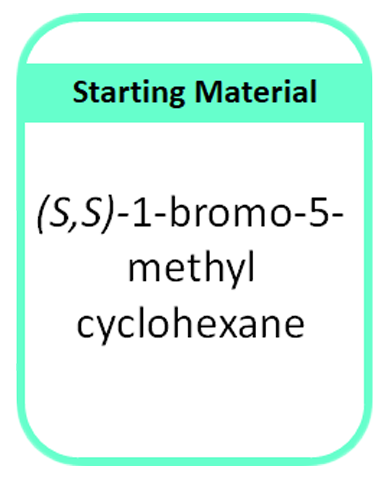 Starting Material
(S,S)-1-bromo-5-
methyl
cyclohexane